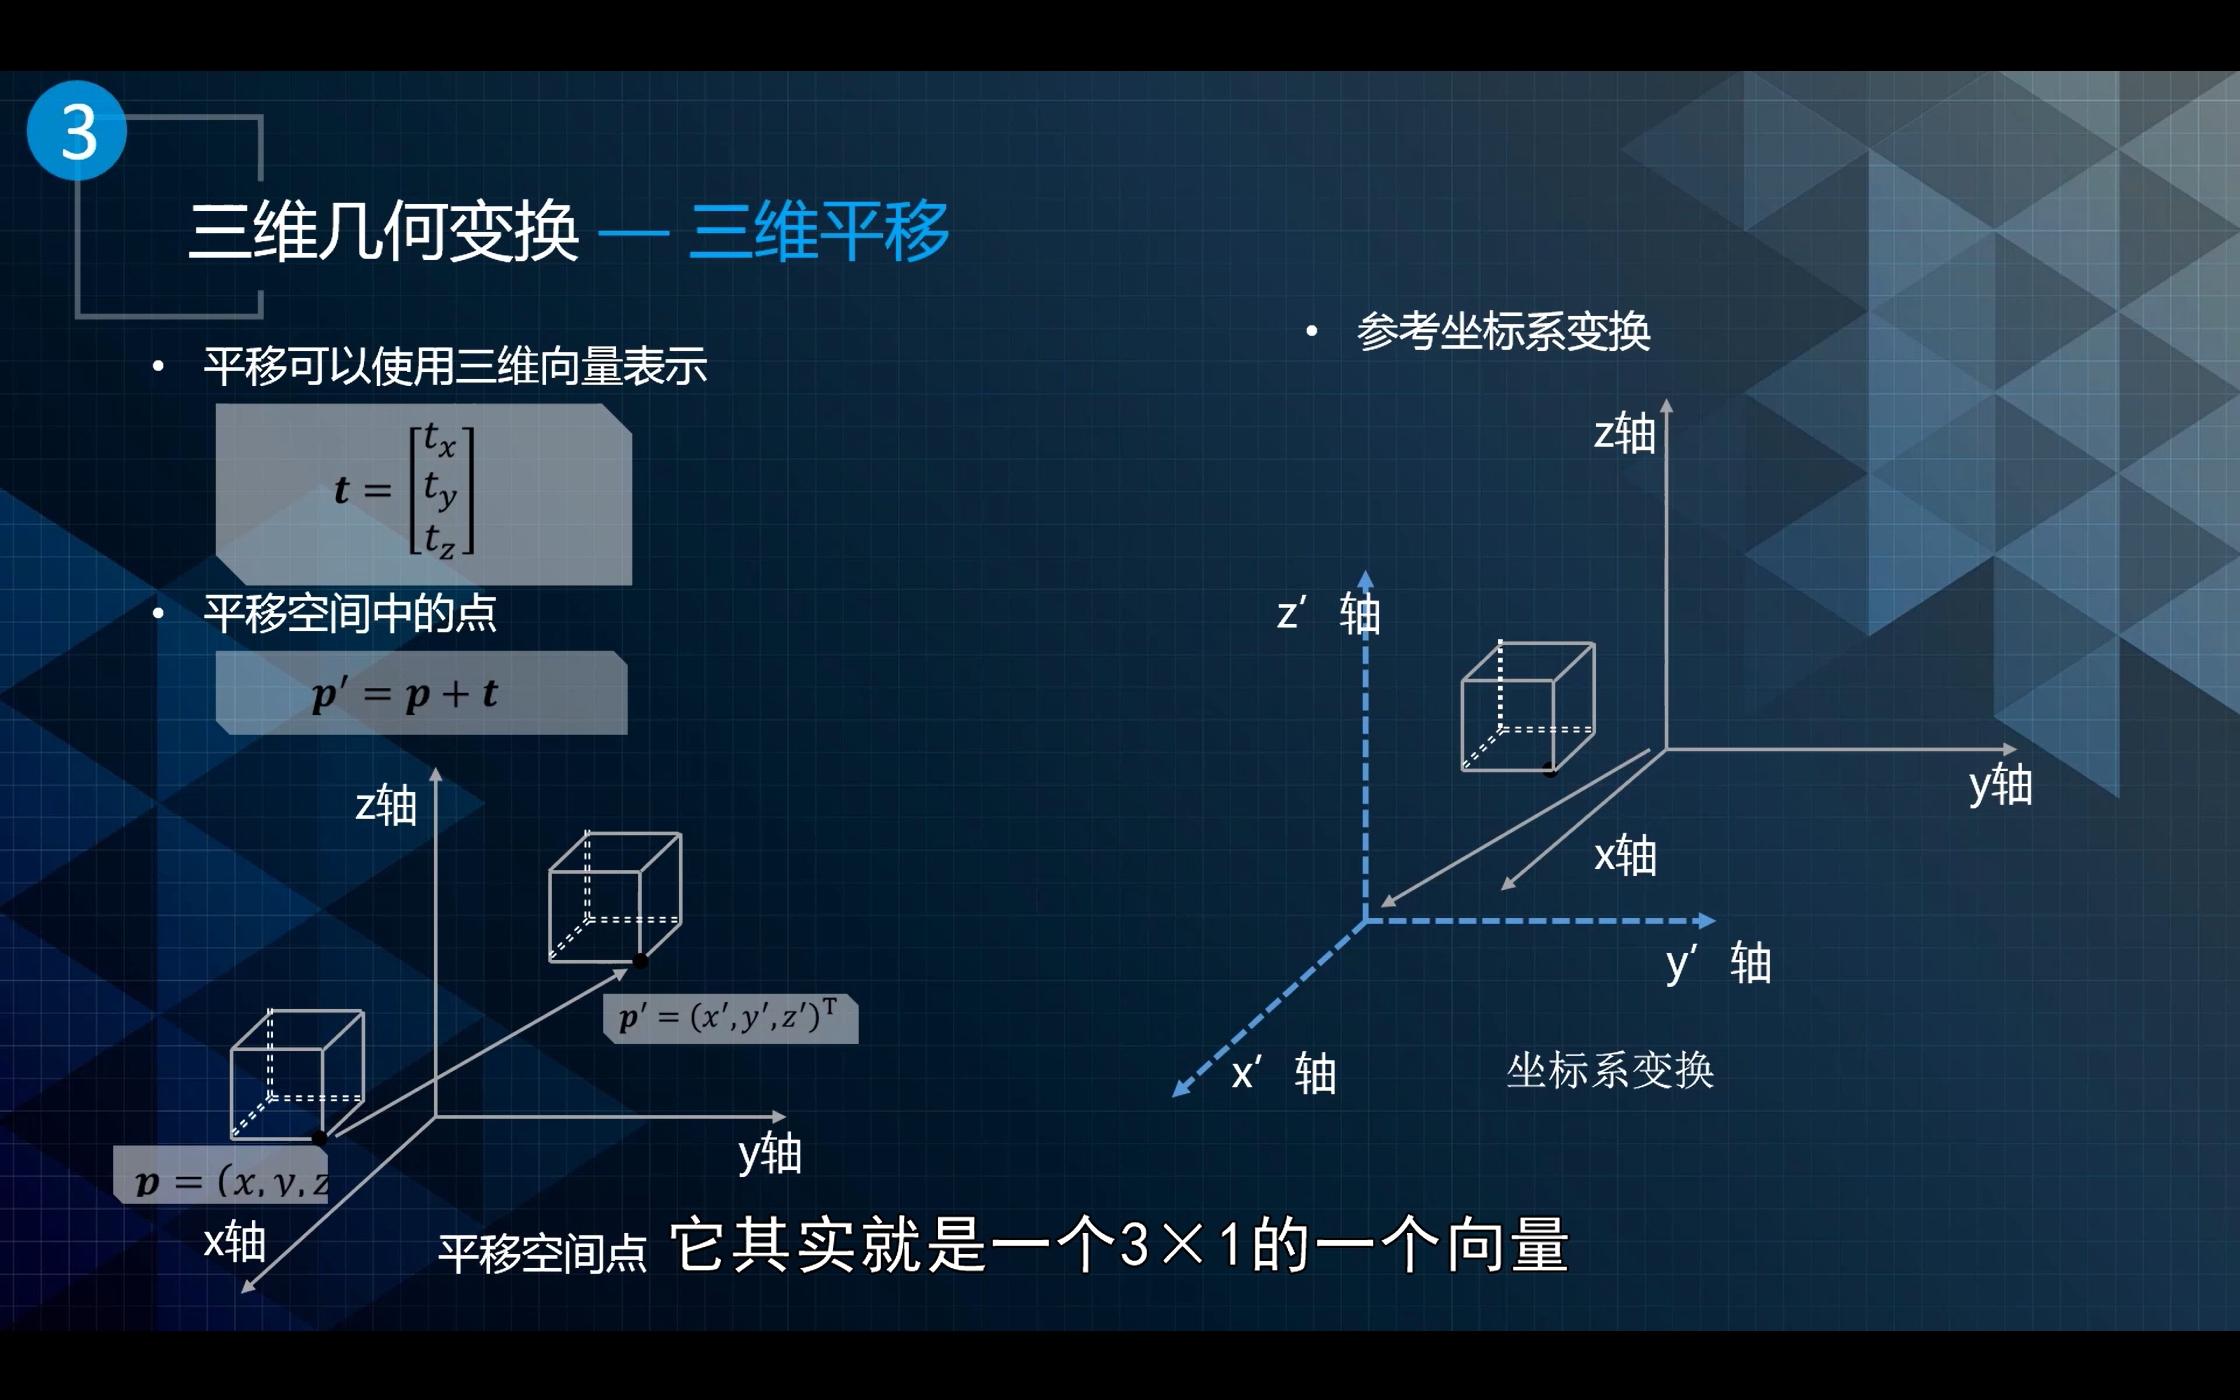 3
三维几何变换 — 三维平移
• 平移可以使用三维向量表示
t = [t_x t_y t_z]
• 平移空间中的点
p′ = p + t
z轴
p′ = (x′, y′, z′)ᵀ
y轴
p = (x, y, z
x轴
平移空间点
• 参考坐标系变换
z轴
z′ 轴
y轴
x轴
y′ 轴
x′ 轴
坐标系变换
它其实就是一个3×1的一个向量